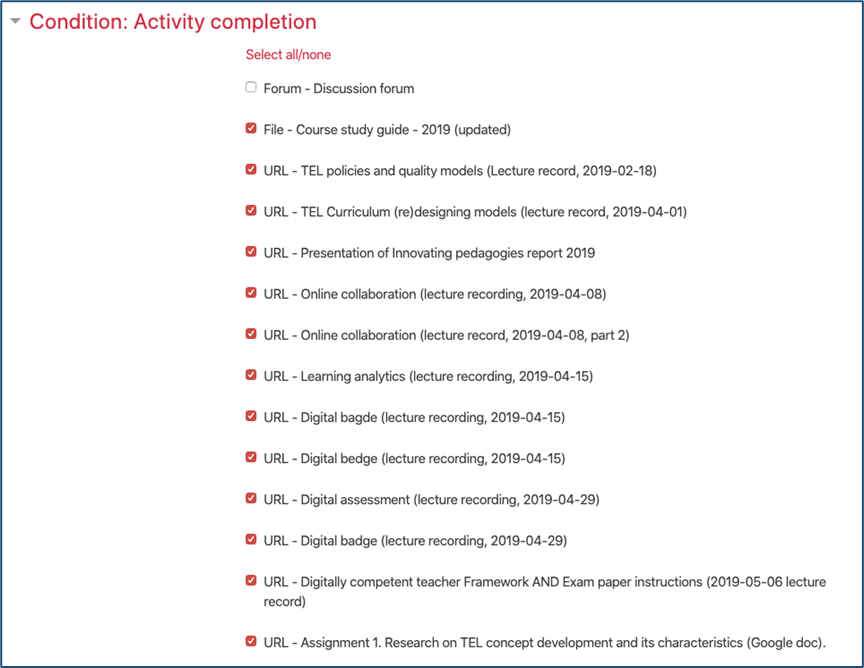 Condition: Activity completion
Select all/none
Forum - Discussion forum
File - Course study guide - 2019 (updated)
URL - TEL policies and quality models (Lecture record, 2019-02-18)
URL - TEL Curriculum (re)designing models (lecture record, 2019-04-01)
URL - Presentation of Innovating pedagogies report 2019
URL - Online collaboration (lecture recording, 2019-04-08)
URL - Online collaboration (lecture record, 2019-04-08, part 2)
URL - Learning analytics (lecture recording, 2019-04-15)
URL - Digital bagde (lecture recording, 2019-04-15)
URL - Digital bedge (lecture recording, 2019-04-15)
URL - Digital assessment (lecture recording, 2019-04-29)
URL - Digital badge (lecture recording, 2019-04-29)
URL - Digitally competent teacher Framework AND Exam paper instructions (2019-05-06 lecture
record)
URL - Assignment 1. Research on TEL concept development and its characteristics (Google doc).